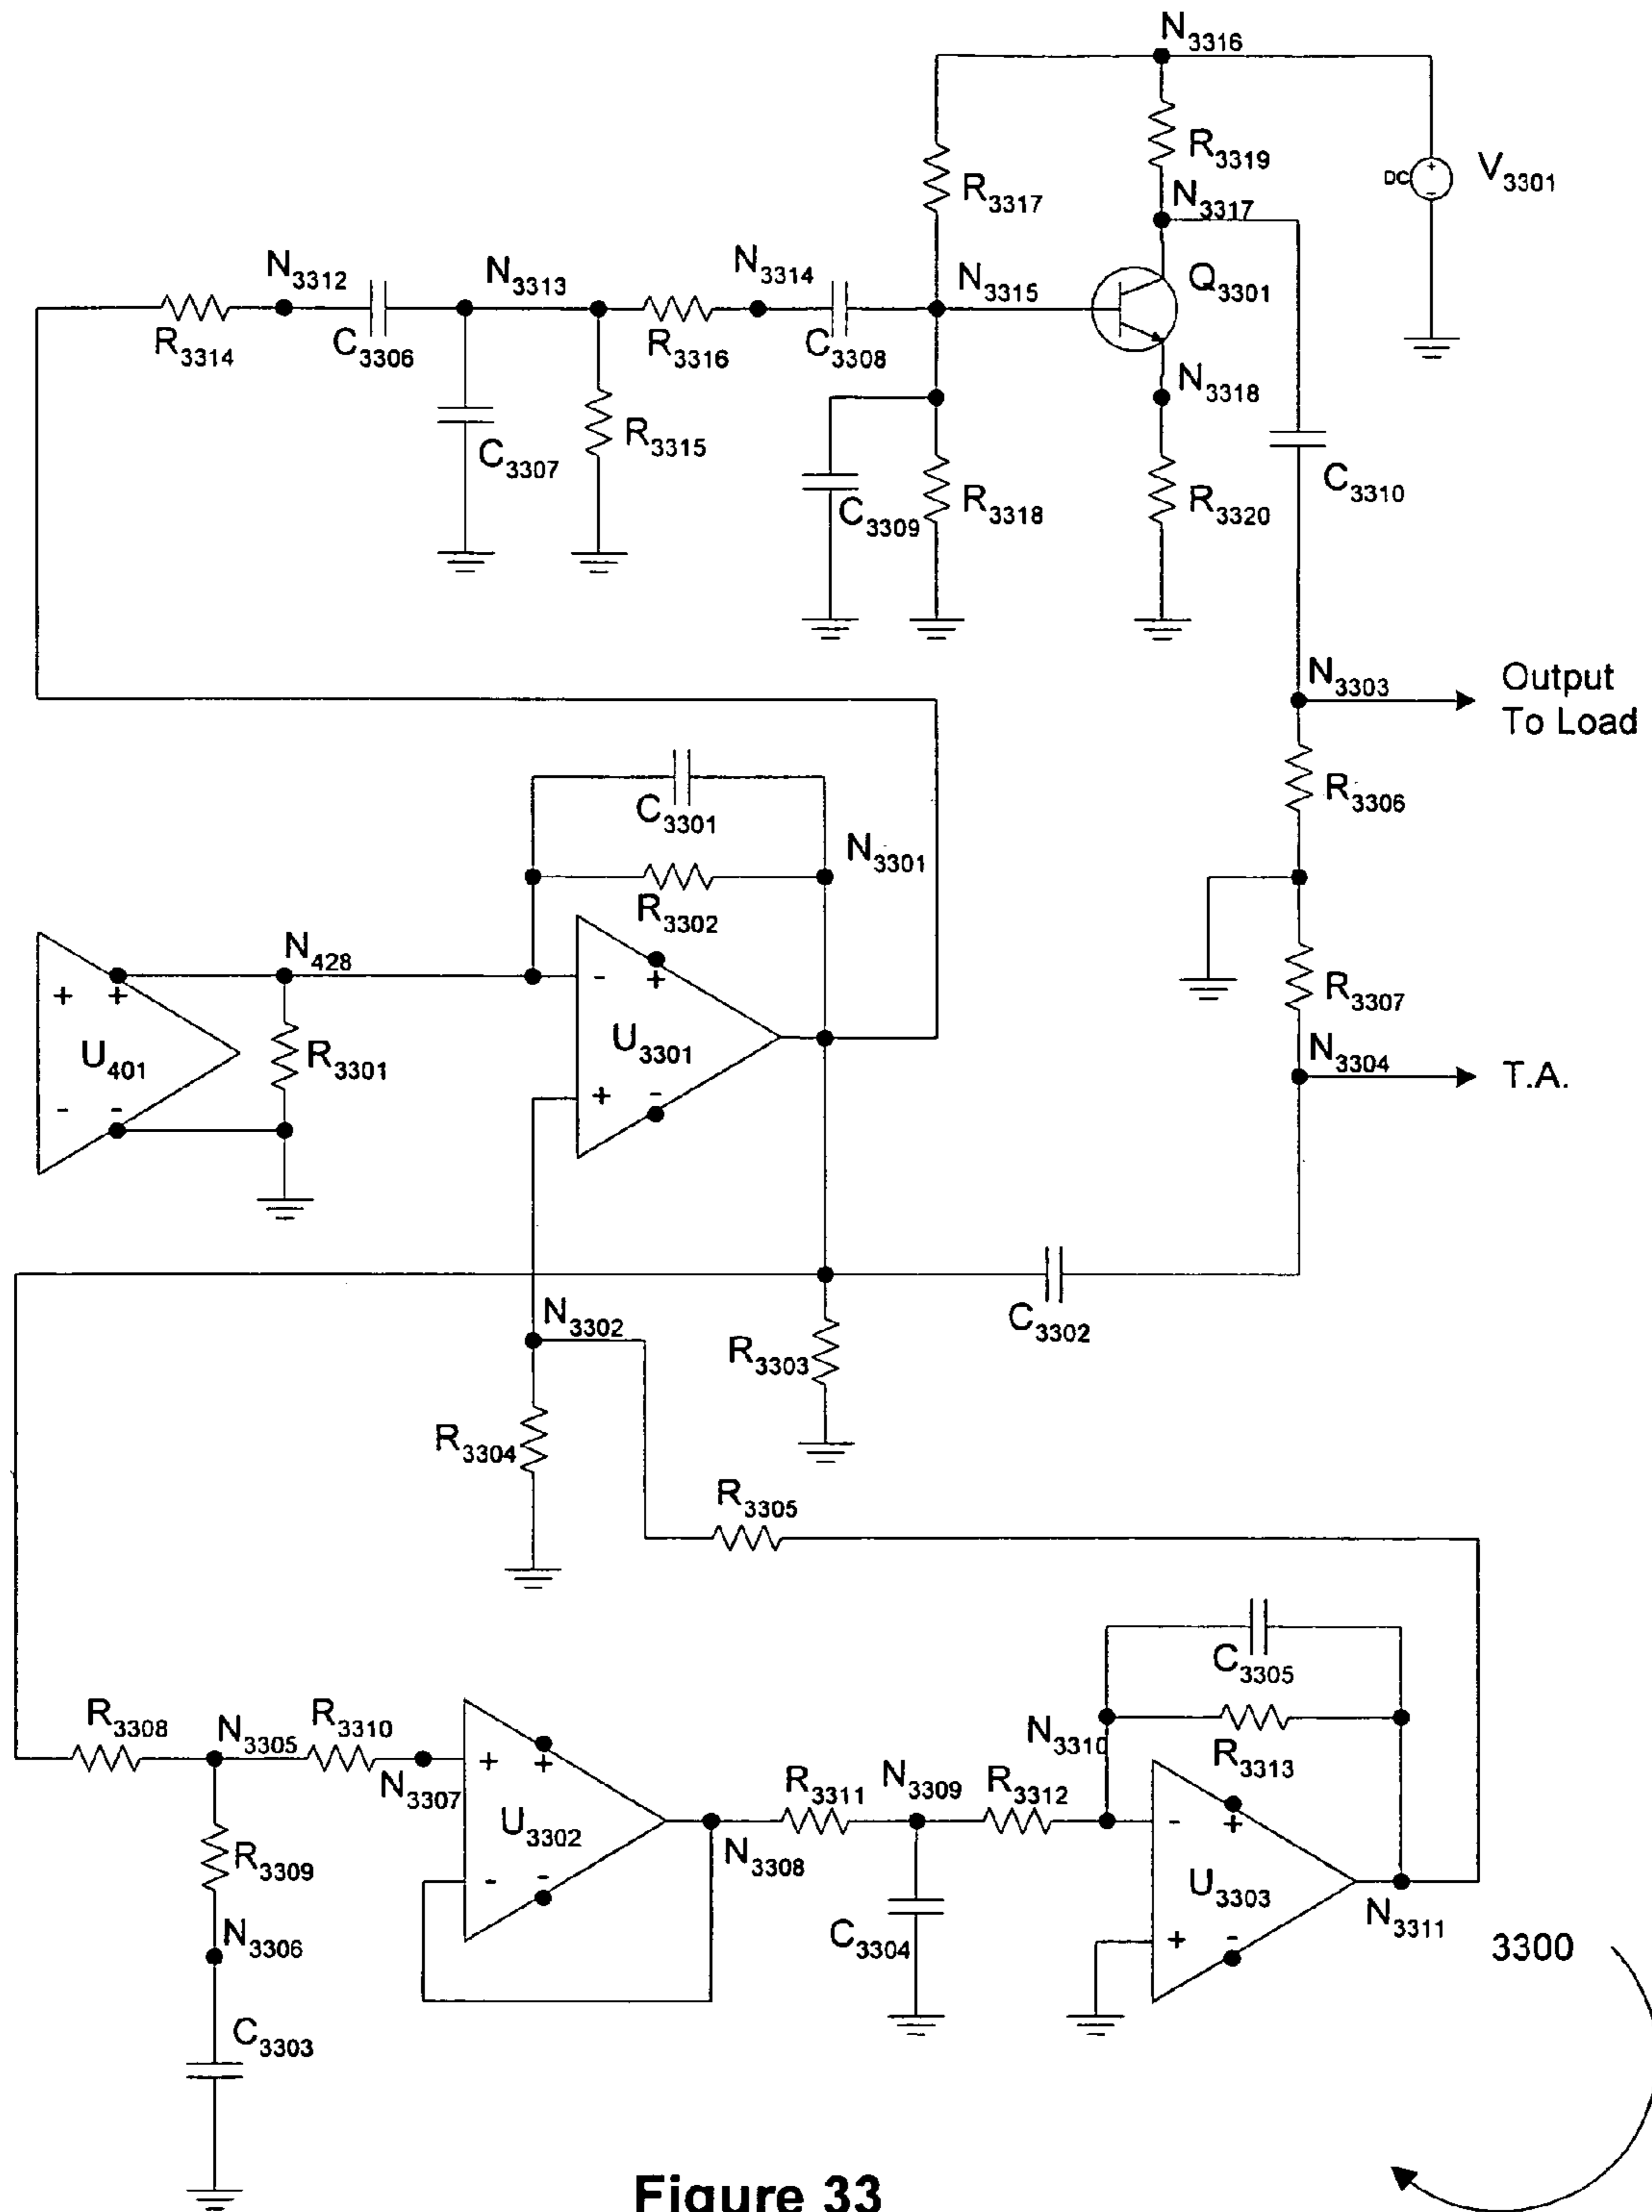 N3316
R3319
DC + - V3301
R3317
N3317
N3312
N3313
N3314
N3315
Q3301
R3314
C3306
R3316
C3308
N3318
C3307
R3315
C3309
R3318
R3320
C3310
N3303
Output
To Load
C3301
R3306
N3301
R3302
N428
+ + - +
R3307
U401
R3301
U3301
N3304
T.A.
- - + -
N3302
C3302
R3303
R3304
R3305
C3305
R3308
N3305
R3310
N3310
R3313
+ +
N3307
R3311
N3309
R3312
U3302
- +
R3309
- -
N3308
U3303
N3306
C3304
+ -
N3311
3300
C3303
Figure 33